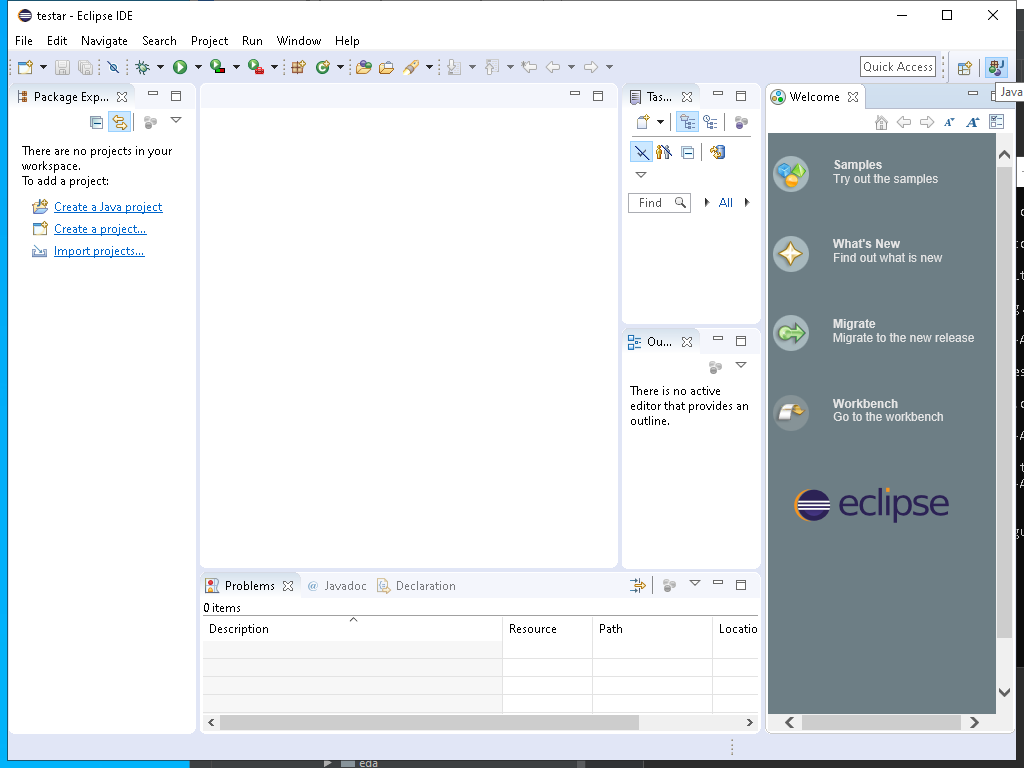 testar - Eclipse IDE
File Edit Navigate Search Project Run Window Help
Quick Access
Java
Package Exp...
There are no projects in your
workspace.
To add a project:
Create a Java project
Create a project...
Import projects...
Tas...
Find
All
Ou...
There is no active
editor that provides an
outline.
Welcome
Samples
Try out the samples
What's New
Find out what is new
Migrate
Migrate to the new release
Workbench
Go to the workbench
eclipse
Problems @ Javadoc Declaration
0 items
Description Resource Path Locatio
eda